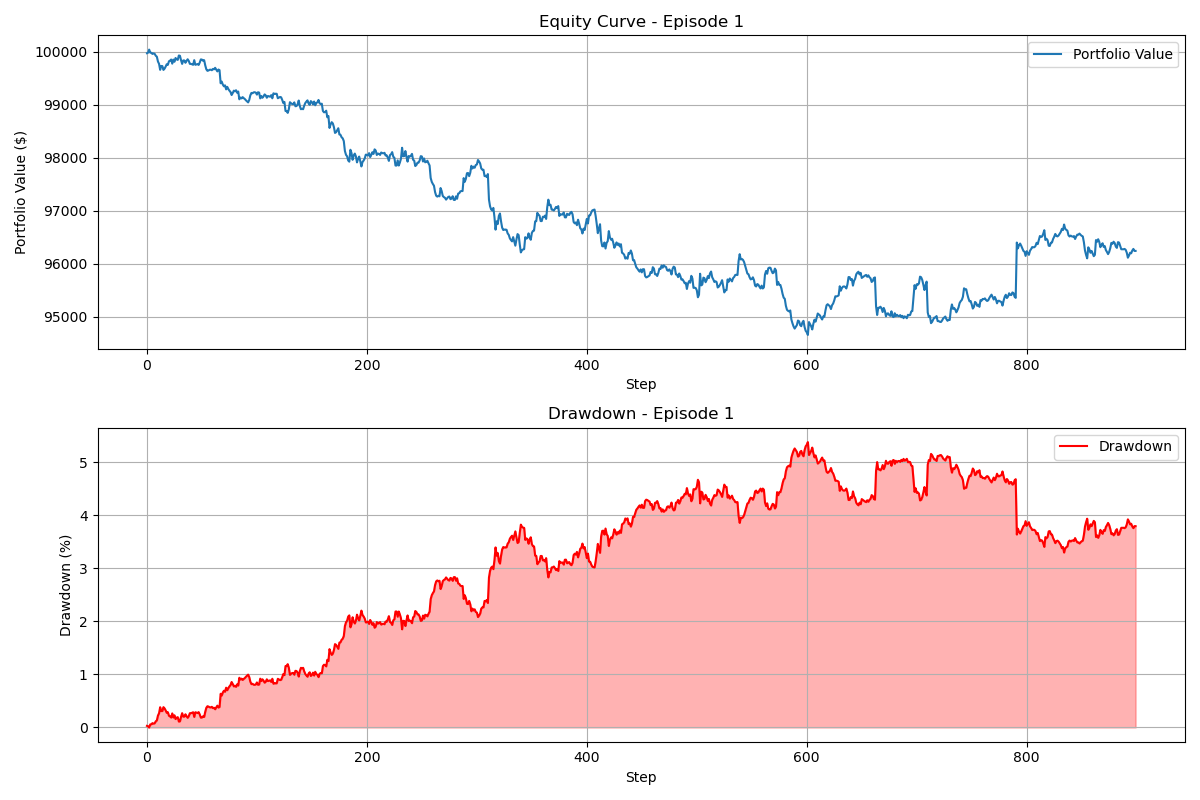 Equity Curve - Episode 1
Portfolio Value ($)
100000
99000
98000
97000
96000
95000
Portfolio Value
0 200 400 600 800
Step
Drawdown - Episode 1
Drawdown (%)
5
4
3
2
1
0
Drawdown
0 200 400 600 800
Step